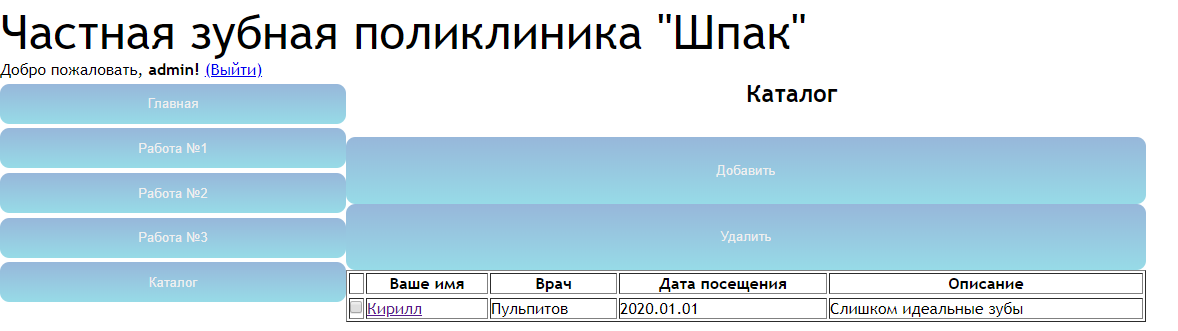 Частная зубная поликлиника "Шпак"
Добро пожаловать, admin! (Выйти)
Главная
Работа №1
Работа №2
Работа №3
Каталог
Каталог
Добавить
Удалить
Ваше имя Врач Дата посещения Описание
Кирилл Пульпитов 2020.01.01 Слишком идеальные зубы